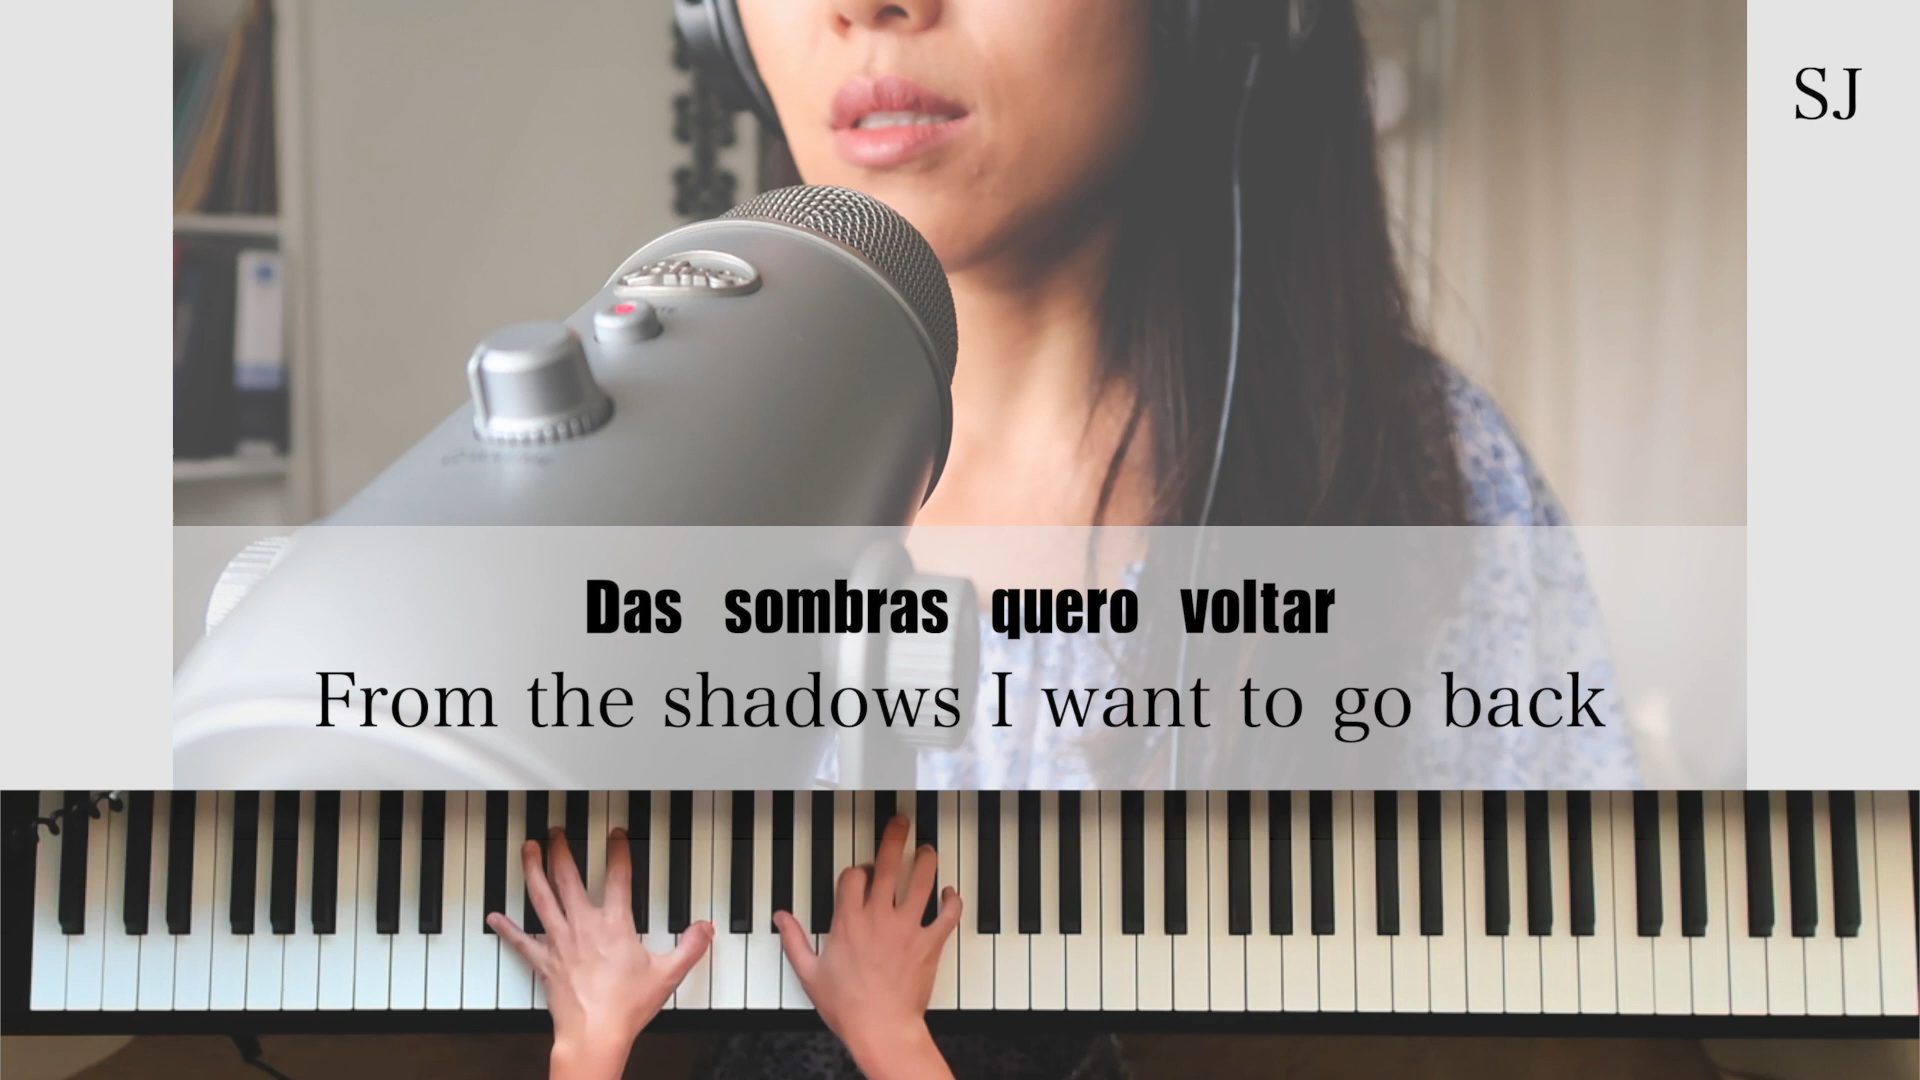 SJ
Das sombras quero voltar
From the shadows I want to go back